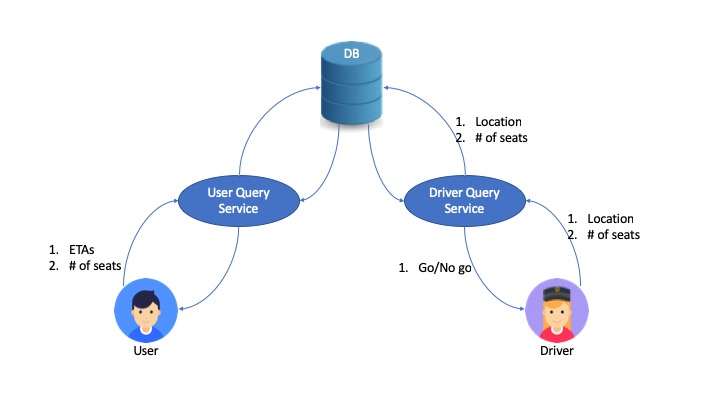 DB
1. Location
2. # of seats
User Query
Service
Driver Query
Service
1. Location
2. # of seats
1. ETAs
2. # of seats
1. Go/No go
User
Driver